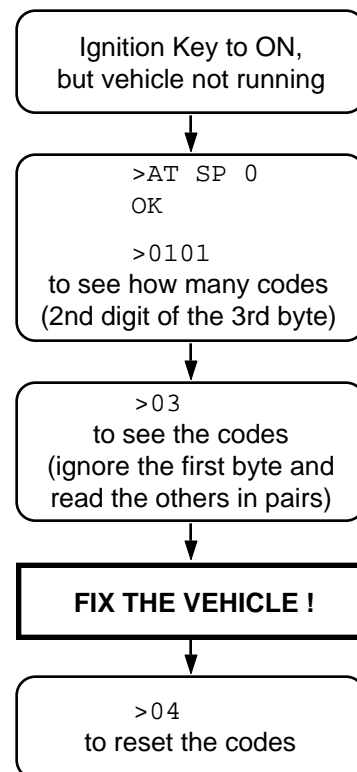 Ignition Key to ON,
but vehicle not running
>AT SP 0
OK
>0101
to see how many codes
(2nd digit of the 3rd byte)
>03
to see the codes
(ignore the first byte and
read the others in pairs)
FIX THE VEHICLE !
>04
to reset the codes